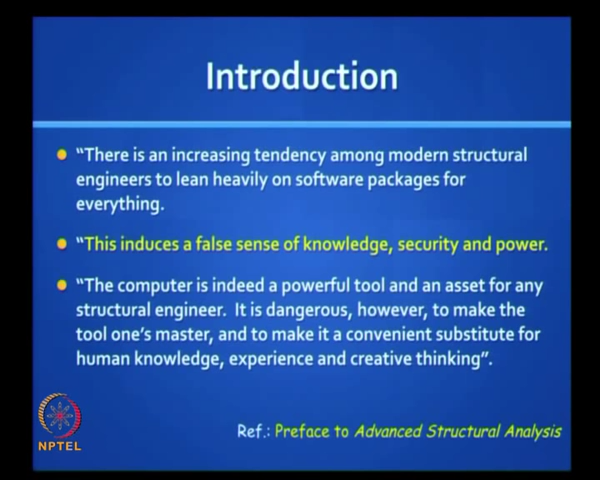 Introduction
"There is an increasing tendency among modern structural
engineers to lean heavily on software packages for
everything.
"This induces a false sense of knowledge, security and power.
"The computer is indeed a powerful tool and an asset for any
structural engineer. It is dangerous, however, to make the
tool one's master, and to make it a convenient substitute for
human knowledge, experience and creative thinking".
NPTEL
Ref.: Preface to Advanced Structural Analysis